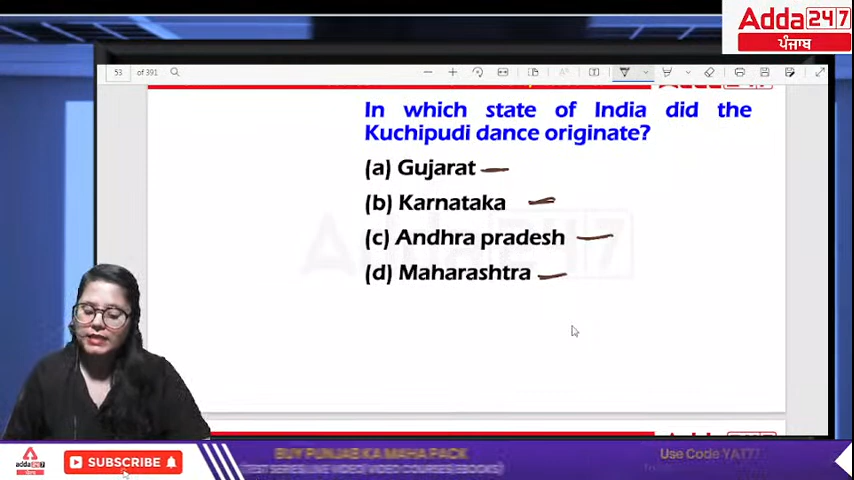 Adda247
ਪੰਜਾਬ
53 of 391
In which state of India did the
Kuchipudi dance originate?
(a) Gujarat
(b) Karnataka
(c) Andhra pradesh
(d) Maharashtra
adda247
SUBSCRIBE
BUY PUNJAB KA MAHA PACK
(TEST SERIES|LIVE VIDEO| VIDEO COURSES|EBOOKS)
Use Code YA177